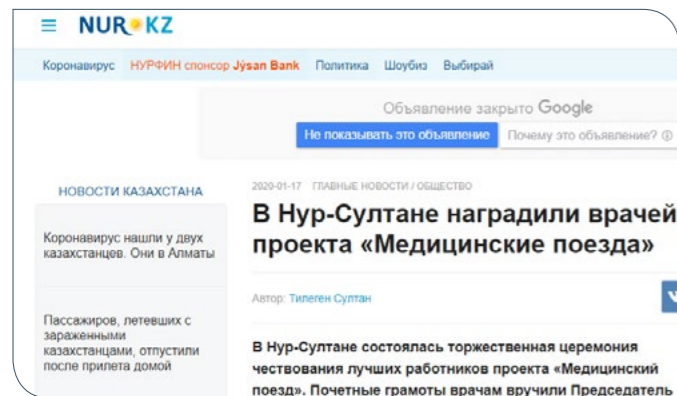 NUR KZ
Коронавирус НУРФИН спонсор Jýsan Bank Политика Шоубиз Выбирай
Объявление закрыто Google
Не показывать это объявление Почему это объявление?
НОВОСТИ КАЗАХСТАНА
Коронавирус нашли у двух
казахстанцев. Они в Алматы
Пассажиров, летевших с
зараженными
казахстанцами, отпустили
после прилета домой
2020-01-17 ГЛАВНЫЕ НОВОСТИ / ОБЩЕСТВО
В Нур-Султане наградили врачей
проекта «Медицинские поезда»
Автор: Тилеген Султан
В Нур-Султане состоялась торжественная церемония
чествования лучших работников проекта «Медицинский
поезд». Почетные грамоты врачам вручили Председатель